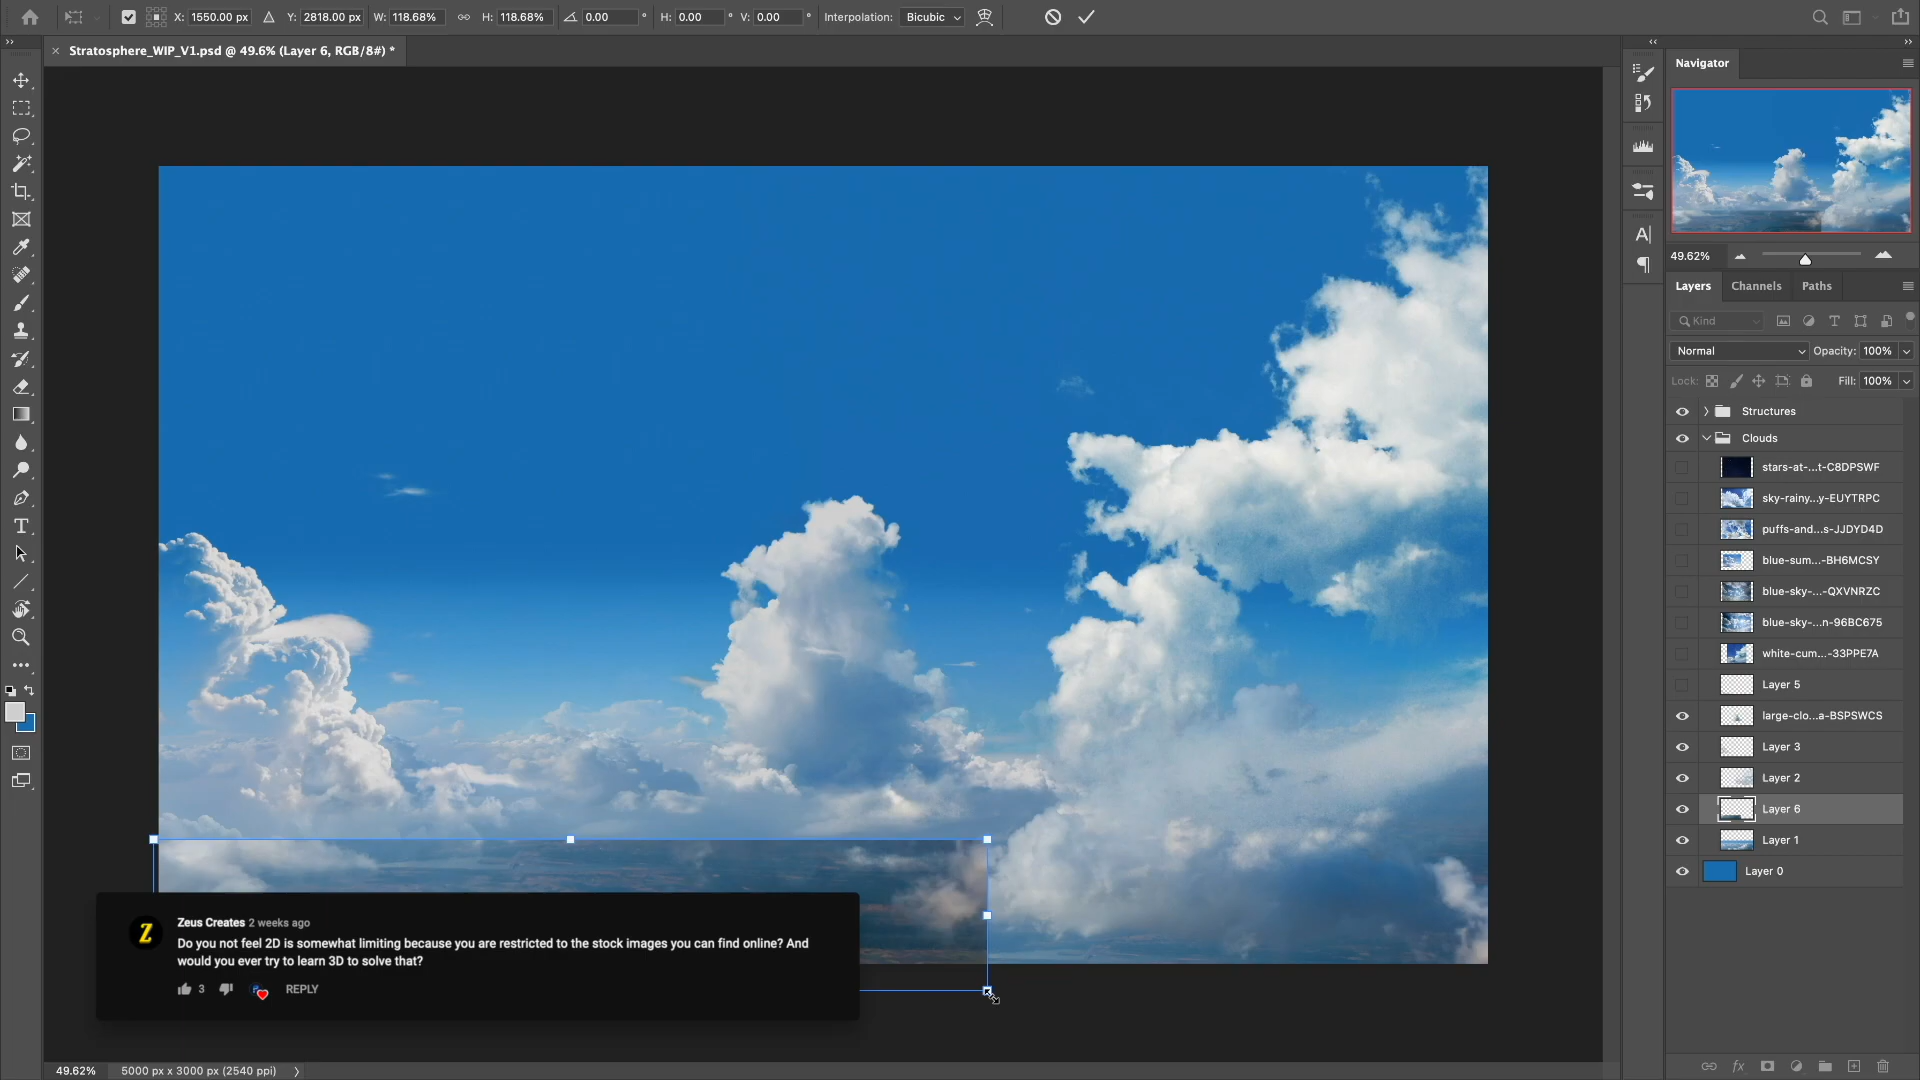 X: 1550.00 px Y: 2818.00 px W: 118.68% H: 118.68% 0.00 ° H: 0.00 ° V: 0.00 ° Interpolation: Bicubic
Stratosphere_WIP_V1.psd @ 49.6% (Layer 6, RGB/8#) *
Navigator
49.62%
Layers Channels Paths
Kind
Normal Opacity: 100%
Lock: Fill: 100%
Structures
Clouds
stars-at-...t-C8DPSWF
sky-rainy...y-EUYTRPC
puffs-and...s-JJDYD4D
blue-sum...-BH6MCSY
blue-sky-...-QXVNRZC
blue-sky-...n-96BC675
white-cum...-33PPE7A
Layer 5
large-clo...a-BSPSWCS
Layer 3
Layer 2
Layer 6
Layer 1
Layer 0
Z
Zeus Creates 2 weeks ago
Do you not feel 2D is somewhat limiting because you are restricted to the stock images you can find online? And
would you ever try to learn 3D to solve that?
3 REPLY
49.62% 5000 px x 3000 px (2540 ppi)